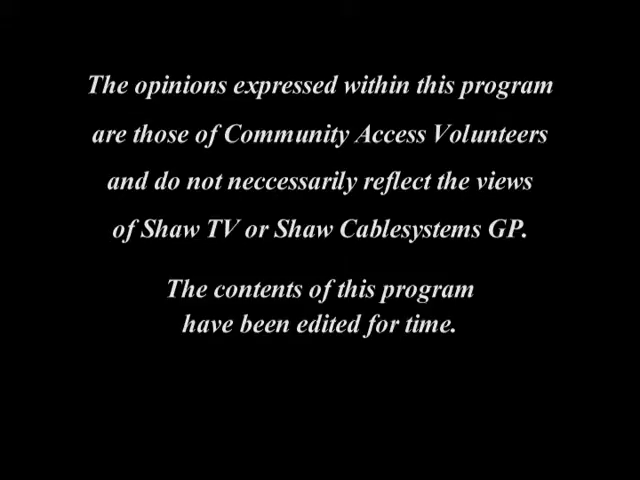 The opinions expressed within this program
are those of Community Access Volunteers
and do not neccessarily reflect the views
of Shaw TV or Shaw Cablesystems GP.
The contents of this program
have been edited for time.